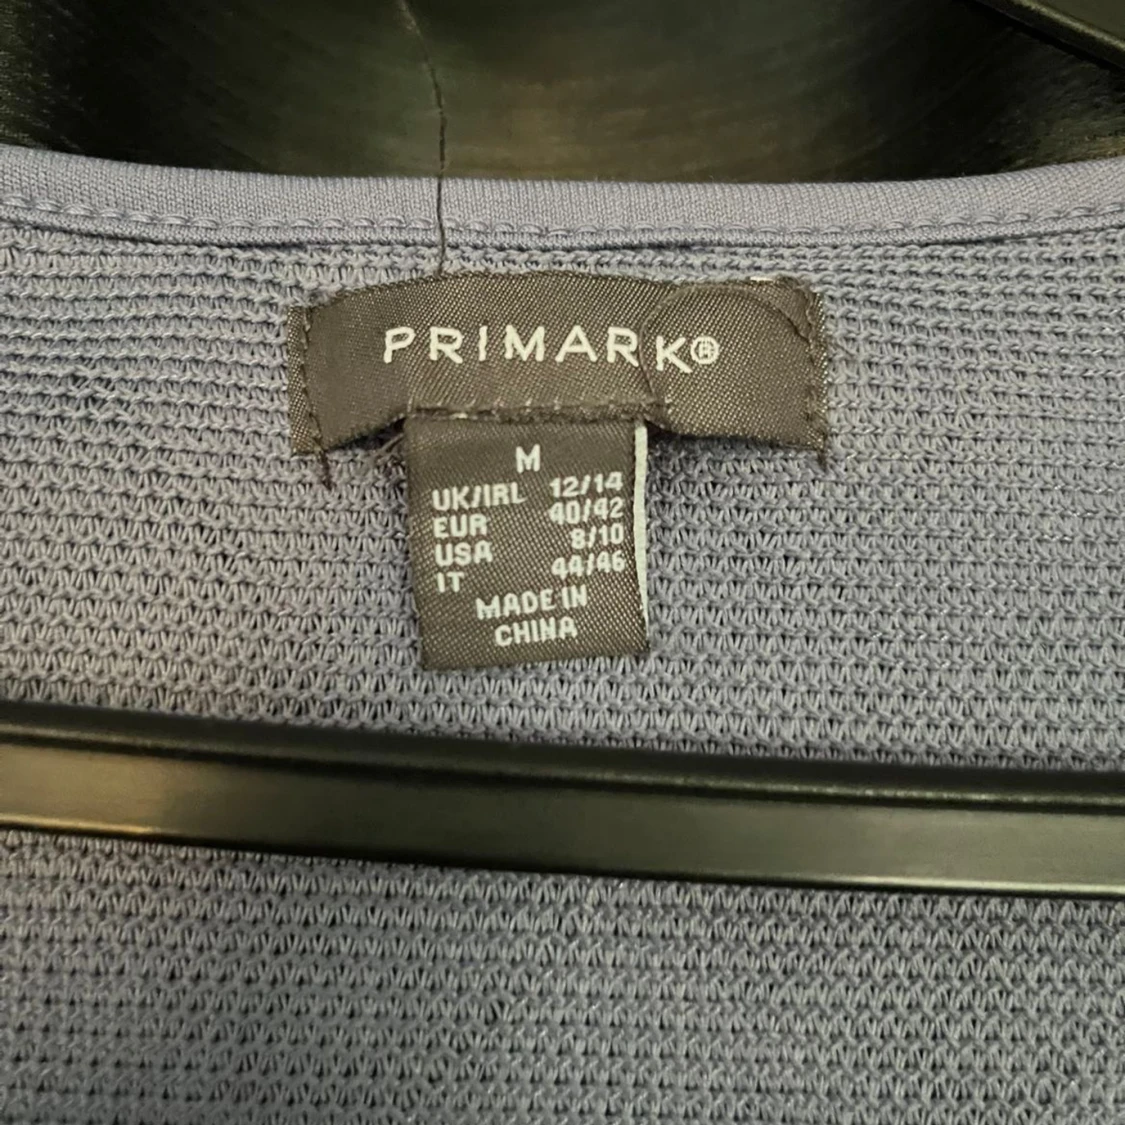 PRIMARK®
M
UK/IRL 12/14
EUR 40/42
USA 8/10
IT 44/46
MADE IN
CHINA